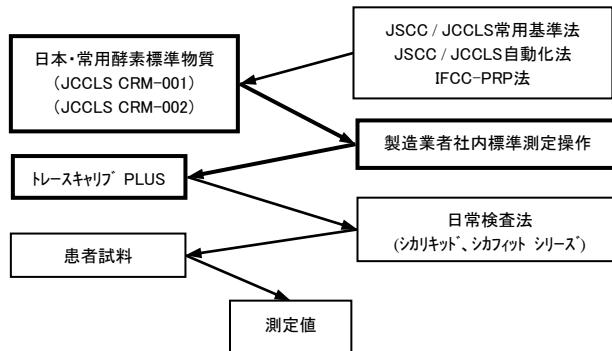 日本・常用酵素標準物質
（JCCLS CRM-001）
（JCCLS CRM-002）
JSCC / JCCLS常用基準法
JSCC / JCCLS自動化法
IFCC-PRP法
製造業者社内標準測定操作
ﾄﾚｰｽｷｬﾘﾌﾞ PLUS
日常検査法
(ｼｶﾘｷｯﾄﾞ、ｼｶﾌｨｯﾄ ｼﾘｰｽﾞ)
患者試料
測定値